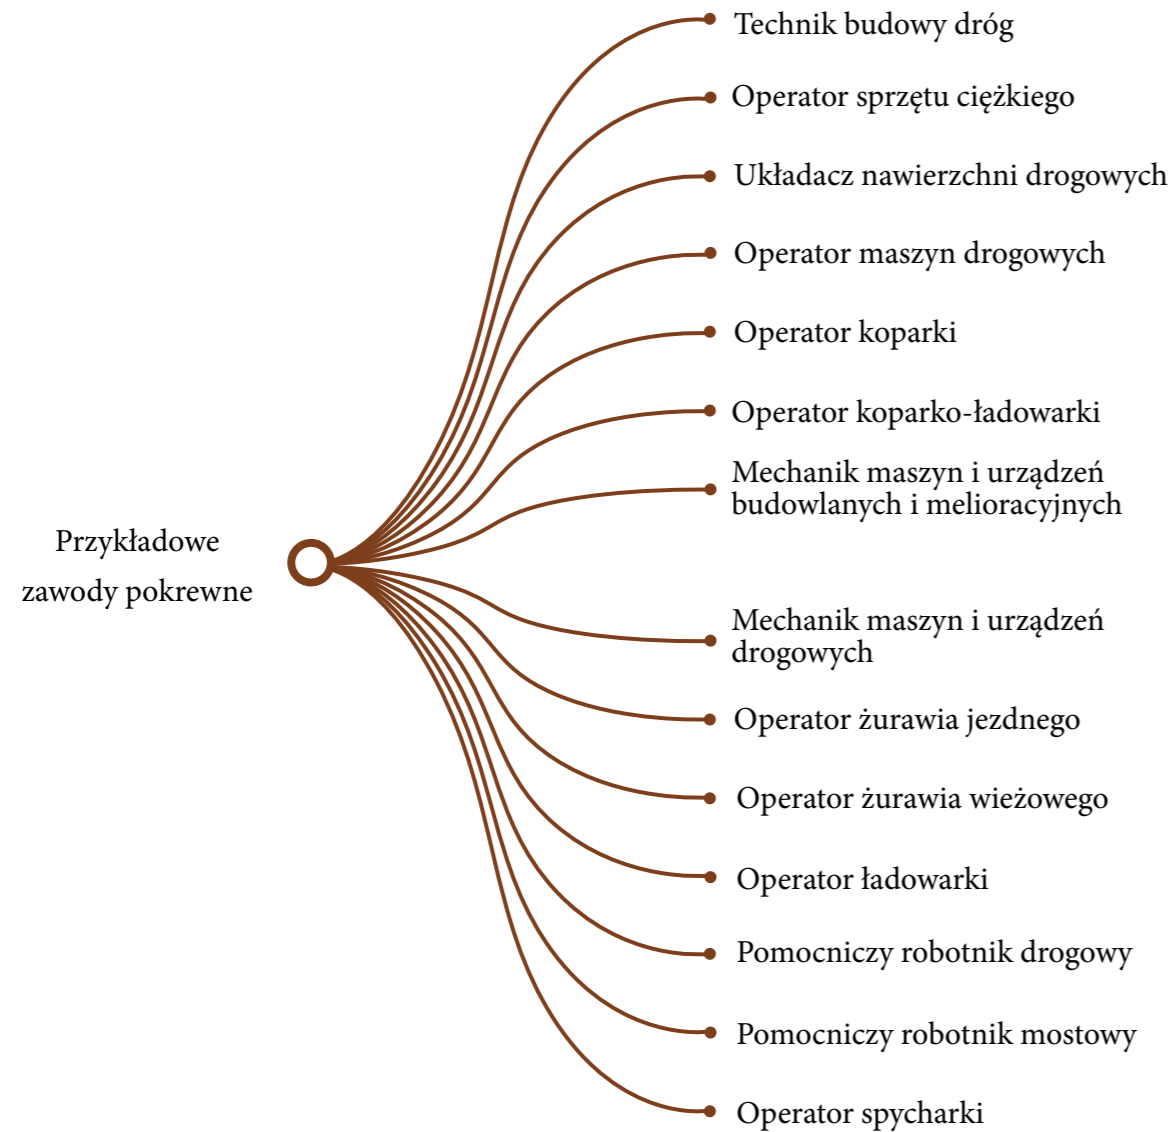 Technik budowy dróg
Operator sprzętu ciężkiego
Układacz nawierzchni drogowych
Operator maszyn drogowych
Operator koparki
Operator koparko-ładowarki
Mechanik maszyn i urządzeń
budowlanych i melioracyjnych
Przykładowe
zawody pokrewne
Mechanik maszyn i urządzeń
drogowych
Operator żurawia jezdnego
Operator żurawia wieżowego
Operator ładowarki
Pomocniczy robotnik drogowy
Pomocniczy robotnik mostowy
Operator spycharki